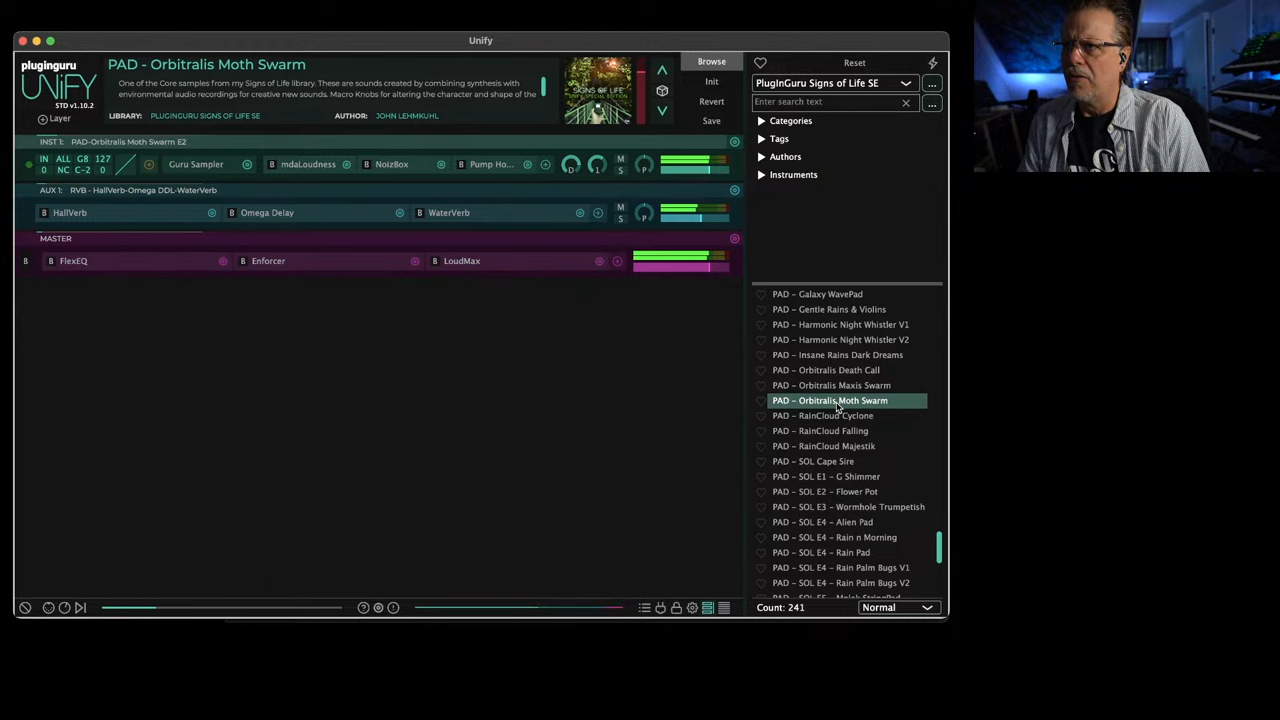 Unify
pluginguru
UNIFY
STD v1.10.2
Layer
PAD - Orbitralis Moth Swarm
One of the Core samples from my Signs of Life library. These are sounds created by combining synthesis with
environmental audio recordings for creative new sounds. Macro Knobs for altering the character and shape of the
LIBRARY: PLUGINGURU SIGNS OF LIFE SE AUTHOR: JOHN LEHMKUHL
SIGNS OF LIFE
Browse
Init
Revert
Save
INST 1: PAD-Orbitralis Moth Swarm E2
IN ALL G8 127
0 0 C-2 0
Guru Sampler
mdaLoudness
NoizBox
Pump Ho...
D
1
M
S
P
AUX 1: RVB - HallVerb-Omega DDL-WaterVerb
B HallVerb
B Omega Delay
B WaterVerb
M
S
P
MASTER
B
B FlexEQ
B Enforcer
B LoudMax
Reset
PlugInGuru Signs of Life SE
...
Enter search text
...
Categories
Tags
Authors
Instruments
PAD - Galaxy WavePad
PAD - Gentle Rains & Violins
PAD - Harmonic Night Whistler V1
PAD - Harmonic Night Whistler V2
PAD - Insane Rains Dark Dreams
PAD - Orbitralis Death Call
PAD - Orbitralis Maxis Swarm
PAD - Orbitralis Moth Swarm
PAD - RainCloud Cyclone
PAD - RainCloud Falling
PAD - RainCloud Majestik
PAD - SOL Cape Sire
PAD - SOL E1 - G Shimmer
PAD - SOL E2 - Flower Pot
PAD - SOL E3 - Wormhole Trumpetish
PAD - SOL E4 - Alien Pad
PAD - SOL E4 - Rain n Morning
PAD - SOL E4 - Rain Pad
PAD - SOL E4 - Rain Palm Bugs V1
PAD - SOL E4 - Rain Palm Bugs V2
Count: 241
Normal